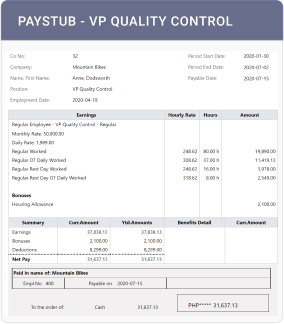 PAYSTUB - VP QUALITY CONTROL
Co No: 32 Period Start Date: 2020-01-30
Company: Mountain Bikes Period End Date: 2020-07-02
Name, First Name: Anne, Dodsworth Payable Date: 2020-07-15
Position: VP Quality Control
Employment Date: 2020-04-19
Earnings Hourly Rate Hours Amount
Regular Employee - VP Quality Control - Regular
Monthly Rate: 50,000.00
Daily Rate: 1,989.00
Regular Worked 248.62 80.00 h 19,890.00
Regular OT Daily Worked 308.62 37.00 h 11,419.13
Regular Rest Day Worked 248.62 16.00 h 3,978.00
Regular Rest Day OT Daily Worked 318.62 8.00 h 2,549.00
Bonuses
Housing Allowance 2,100.00
Summary Curr.Amount Ytd.Amounts Benefits Detail Curr.Amount
Earnings 37,836.13 37,836.13
Bonuses 2,100.00 2,100.00
Deductions 8,299.00 8,299.00
Net Pay 31,637.13 31,637.13
Paid in name of: Mountain Bikes
Empl.No 400 Payable on 2020-07-15
To the order of: Cash 31,637.13 PHP***** 31,637.13